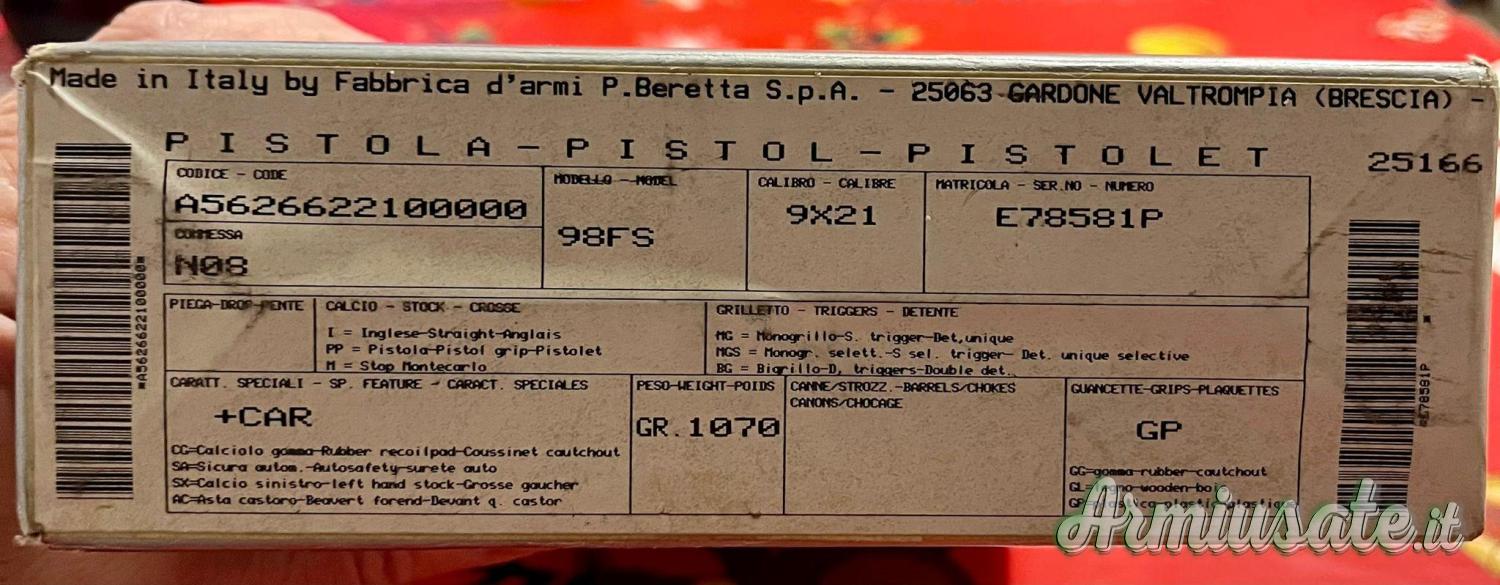 Made in Italy by Fabbrica d'armi P.Beretta S.p.A. - 25063 GARDONE VALTROMPIA (BRESCIA) -
PISTOLA-PISTOL-PISTOLET 25166
CODICE - CODE
A5626622100000
COMMESSA
N08
MODELLO - MODEL
98FS
CALIBRO - CALIBRE
9X21
MATRICOLA - SER.NO - NUMERO
E78581P
*A5626622100000*
PIEGA-DROP-PENTE
CALCIO - STOCK - CROSSE
I = Inglese-Straight-Anglais
PP = Pistola-Pistol grip-Pistolet
M = Stop Montecarlo
GRILLETTO - TRIGGERS - DETENTE
MG = Monogrillo-S. trigger-Det,unique
MGS = Monogr. selett.-S sel. trigger- Det. unique selective
BG = Bigrillo-D, triggers-Double det.
CARATT. SPECIALI - SP. FEATURE - CARACT. SPECIALES
+CAR
CG=Calciolo gomma-Rubber recoilpad-Coussinet cautchout
SA=Sicura autom.-Autosafety-surete auto
SX=Calcio sinistro-left hand stock-Grosse gaucher
AC=Asta castoro-Beavert forend-Devant q. castor
PESO-WEIGHT-POIDS
GR.1070
CANNE/STROZZ.-BARRELS/CHOKES
CANONS/CHOCAGE
GUANCETTE-GRIPS-PLAQUETTES
GP
GG=gomma-rubber-cautchout
*E78581P
Armiusate.it